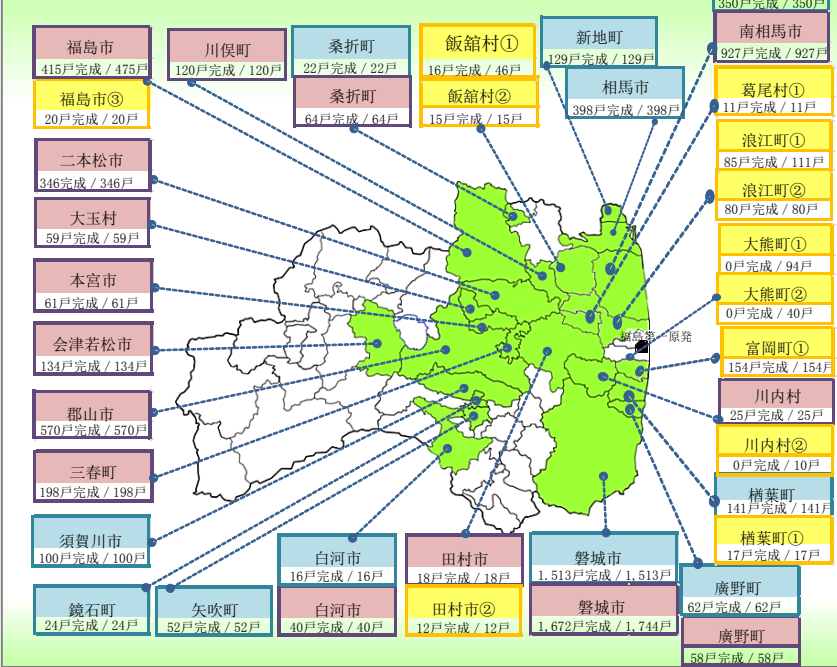 福島市
415戸完成 / 475戸
福島市③
20戸完成 / 20戸
川俣町
120戸完成 / 120戸
桑折町
22戸完成 / 22戸
桑折町
64戸完成 / 64戸
飯舘村①
16戸完成 / 46戸
飯舘村②
15戸完成 / 15戸
新地町
129戸完成 / 129戸
相馬市
398戸完成 / 398戸
350戸完成 / 350戸
南相馬市
927戸完成 / 927戸
葛尾村①
11戸完成 / 11戸
浪江町①
85戸完成 / 111戸
浪江町②
80戸完成 / 80戸
大熊町①
0戸完成 / 94戸
大熊町②
0戸完成 / 40戸
富岡町①
154戸完成 / 154戸
川内村
25戸完成 / 25戸
川内村②
0戸完成 / 10戸
楢葉町
141戸完成 / 141戸
楢葉町①
17戸完成 / 17戸
二本松市
346完成 / 346戸
大玉村
59戸完成 / 59戸
本宮市
61戸完成 / 61戸
会津若松市
134戸完成 / 134戸
郡山市
570戸完成 / 570戸
三春町
198戸完成 / 198戸
須賀川市
100戸完成 / 100戸
鏡石町
24戸完成 / 24戸
矢吹町
52戸完成 / 52戸
白河市
16戸完成 / 16戸
白河市
40戸完成 / 40戸
田村市
18戸完成 / 18戸
田村市②
12戸完成 / 12戸
磐城市
1,513戸完成 / 1,513戸
磐城市
1,672戸完成 / 1,744戸
廣野町
62戸完成 / 62戸
廣野町
58戸完成 / 58戸
福島第一原発